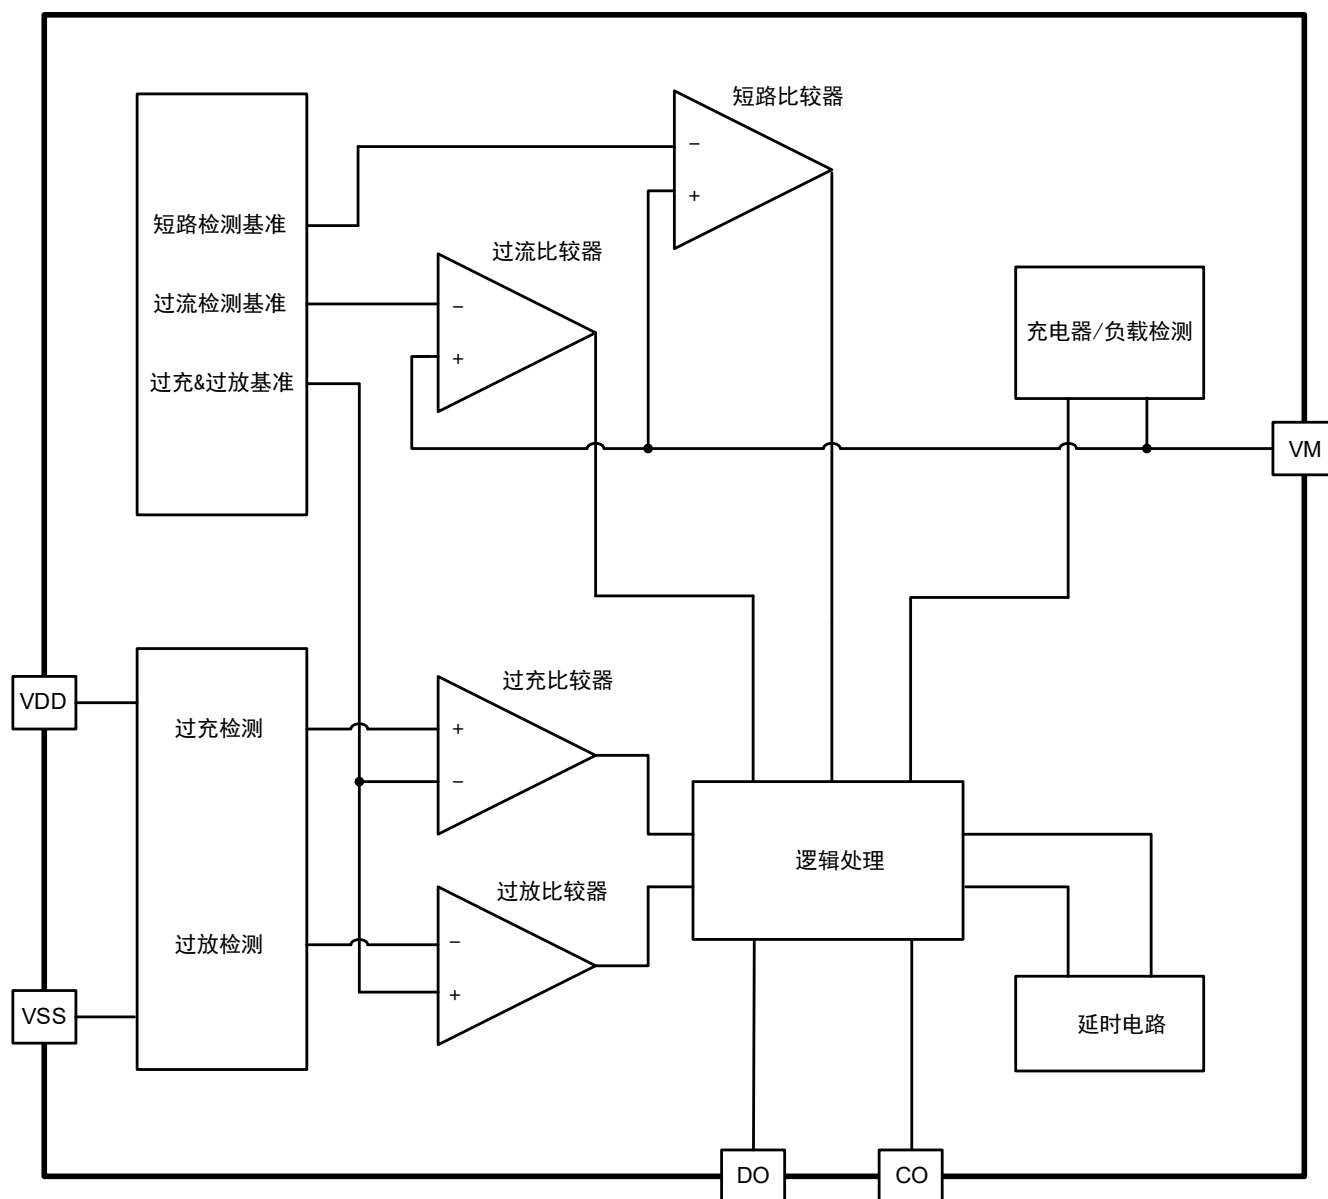 短路比较器
−
+
短路检测基准
过流比较器
过流检测基准
−
+
过充&过放基准
充电器/负载检测
VM
VDD
过充检测
过充比较器
+
−
逻辑处理
过放比较器
过放检测
−
+
VSS
延时电路
DO
CO